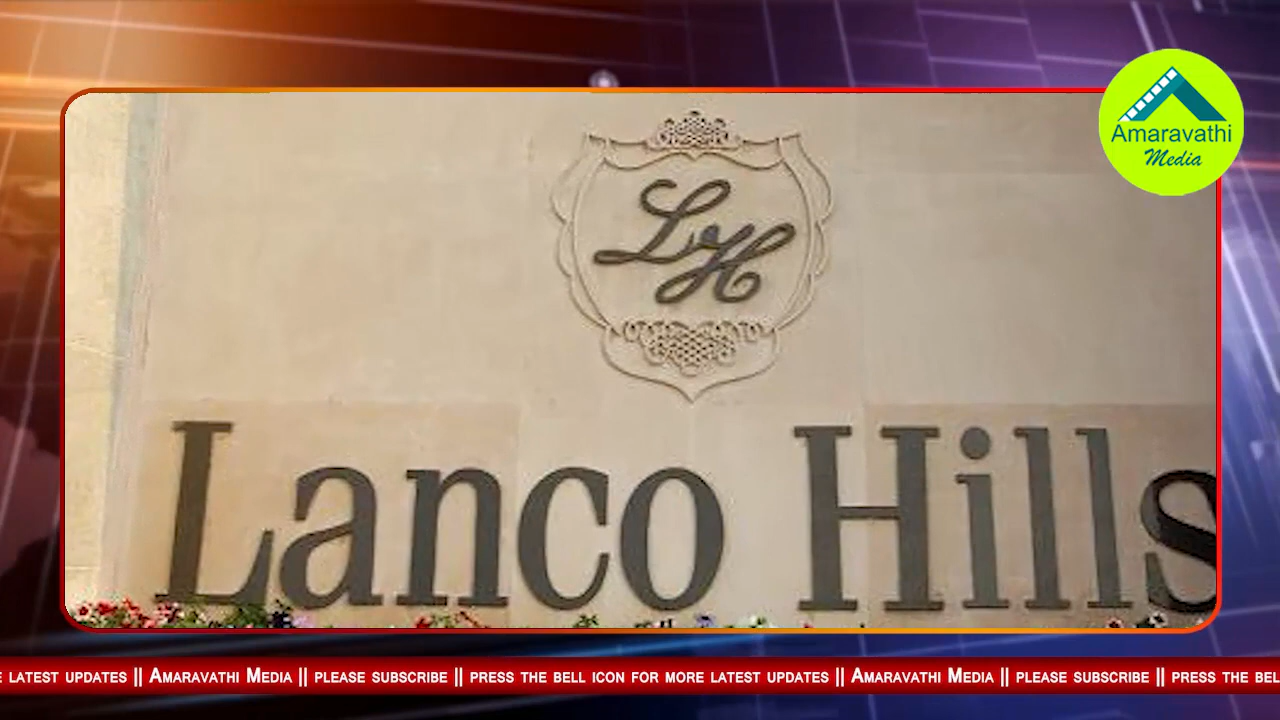 Amaravathi
Media
LH
Lanco Hills
E LATEST UPDATES || AMARAVATHI MEDIA || PLEASE SUBSCRIBE || PRESS THE BELL ICON FOR MORE LATEST UPDATES || AMARAVATHI MEDIA || PLEASE SUBSCRIBE || PRESS THE BEL